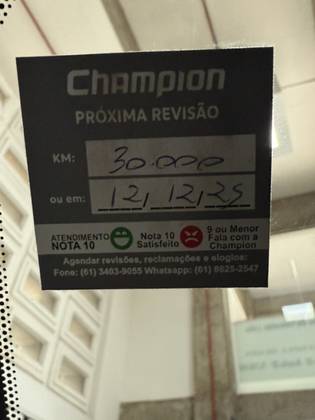 Champion
PRÓXIMA REVISÃO
KM: 30.000
ou em: 12, 12, 25
ATENDIMENTO NOTA 10
Nota 10 Satisfeito
9 ou Menor Fala com a Champion
Agendar revisões, reclamações e elogios:
Fone: (61) 3403-9055 Whatsapp: (61) 8625-2547